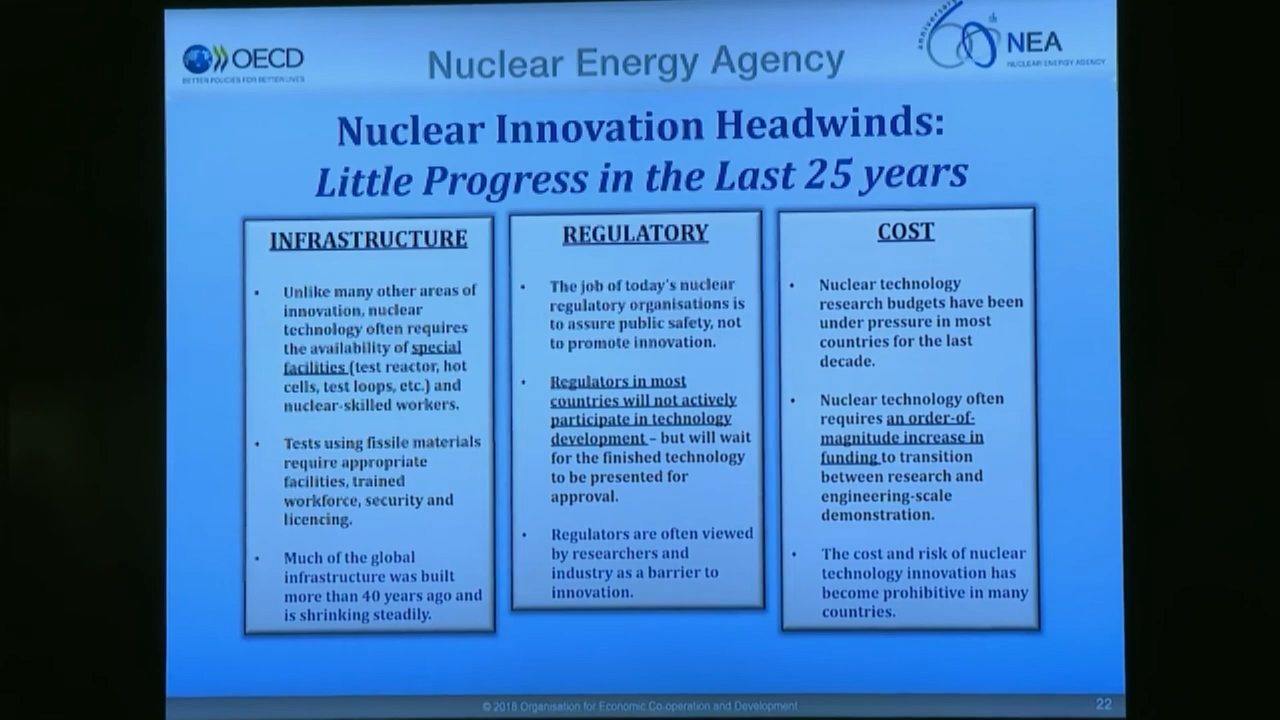 OECD
BETTER POLICIES FOR BETTER LIVES
Nuclear Energy Agency
anniversary
60th
NEA
NUCLEAR ENERGY AGENCY
Nuclear Innovation Headwinds:
Little Progress in the Last 25 years
INFRASTRUCTURE
• Unlike many other areas of
innovation, nuclear
technology often requires
the availability of special
facilities (test reactor, hot
cells, test loops, etc.) and
nuclear-skilled workers.
• Tests using fissile materials
require appropriate
facilities, trained
workforce, security and
licencing.
• Much of the global
infrastructure was built
more than 40 years ago and
is shrinking steadily.
REGULATORY
• The job of today's nuclear
regulatory organisations is
to assure public safety, not
to promote innovation.
• Regulators in most
countries will not actively
participate in technology
development – but will wait
for the finished technology
to be presented for
approval.
• Regulators are often viewed
by researchers and
industry as a barrier to
innovation.
COST
• Nuclear technology
research budgets have been
under pressure in most
countries for the last
decade.
• Nuclear technology often
requires an order-of-
magnitude increase in
funding to transition
between research and
engineering-scale
demonstration.
• The cost and risk of nuclear
technology innovation has
become prohibitive in many
countries.
© 2018 Organisation for Economic Co-operation and Development
22